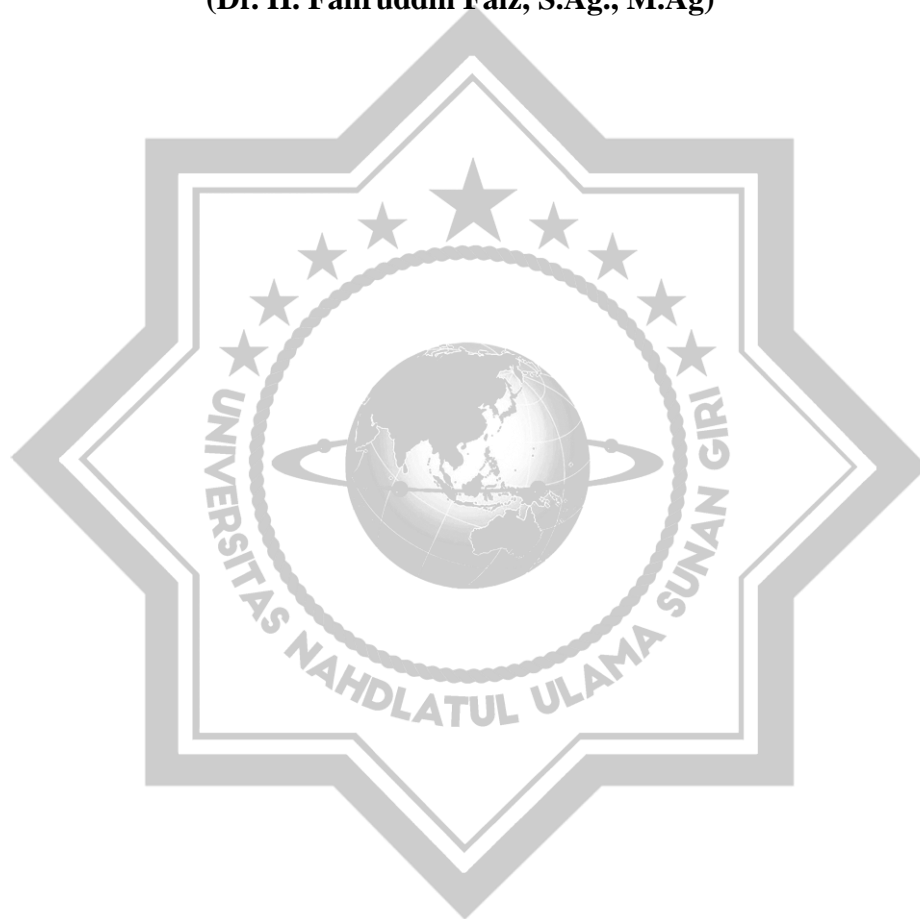 (Dr. H. Fahruddin Faiz, S.Ag., M.Ag)
UNIVERSITAS NAHDLATUL ULAMA SUNAN GIRI